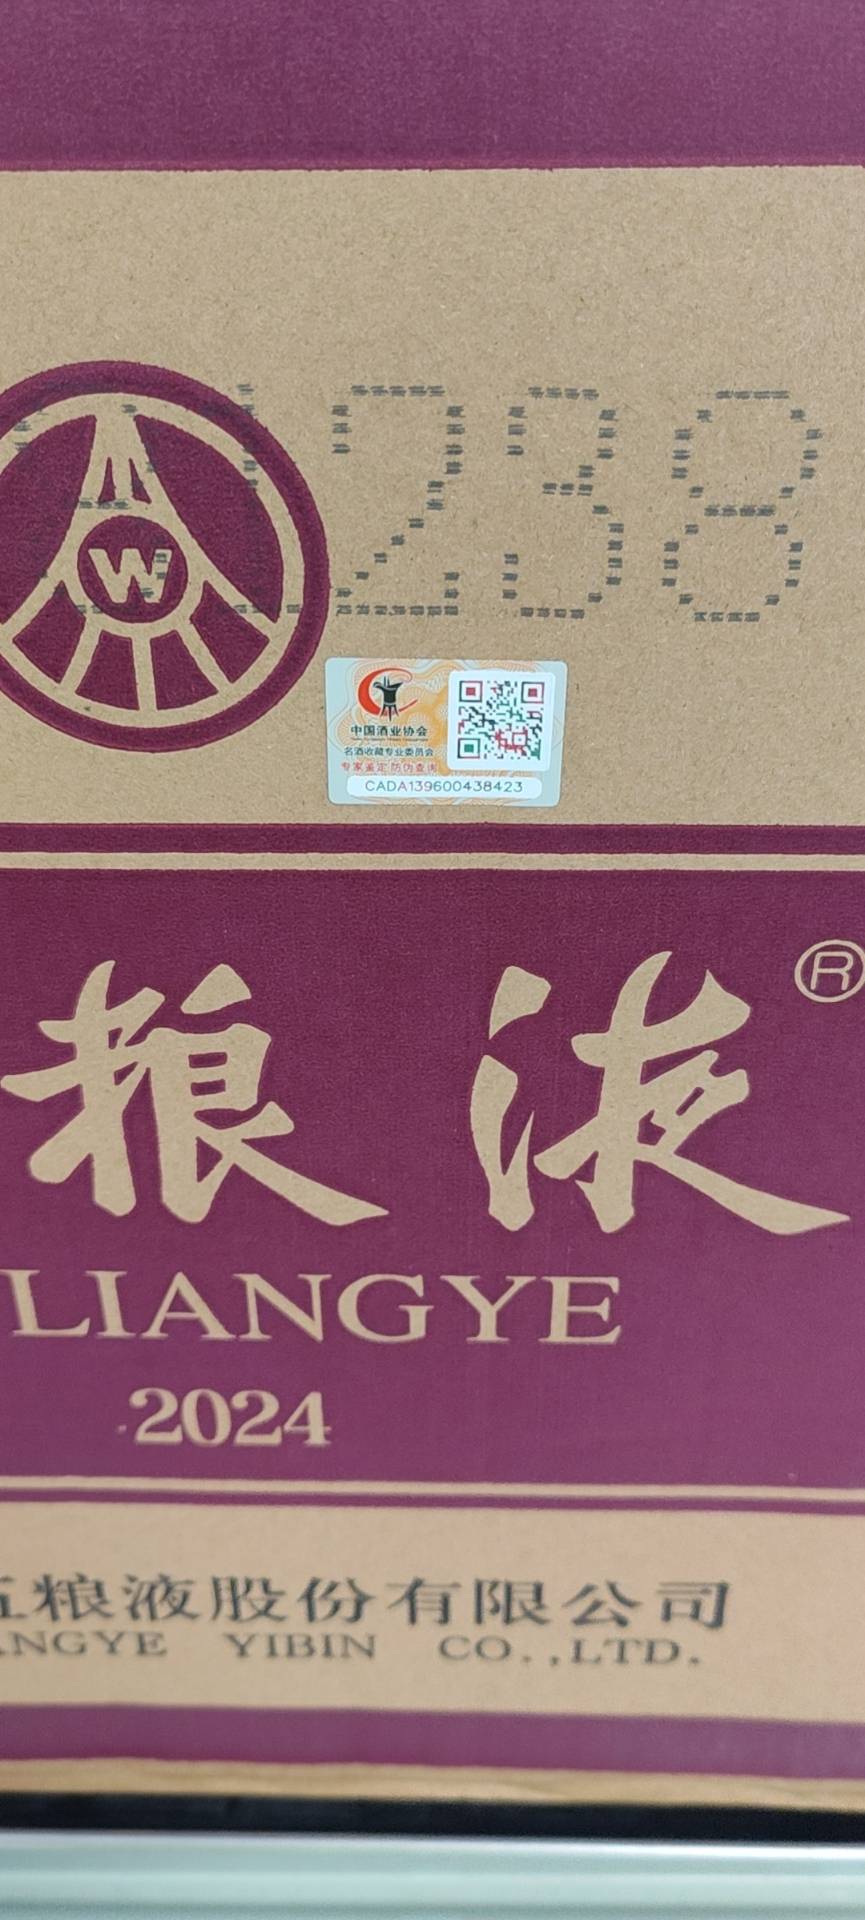 1238
W
中国酒业协会
名酒收藏专业委员会
专家鉴定 防伪查询
CADA139600438423
粮液®
LIANGYE
2024
五粮液股份有限公司
ANGYE YIBIN CO.,LTD.